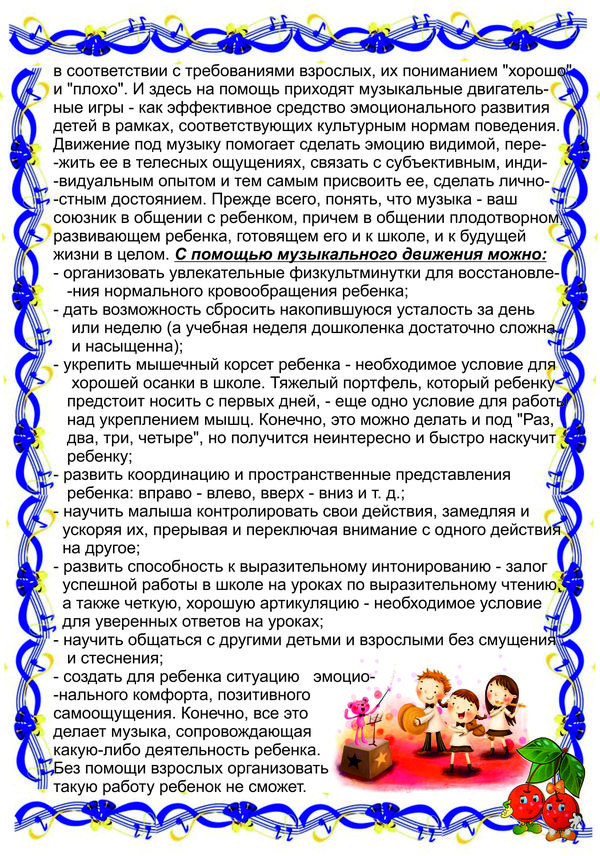 в соответствии с требованиями взрослых, их пониманием "хорошо"
и "плохо". И здесь на помощь приходят музыкальные двигатель-
ные игры - как эффективное средство эмоционального развития
детей в рамках, соответствующих культурным нормам поведения.
Движение под музыку помогает сделать эмоцию видимой, пере-
-жить ее в телесных ощущениях, связать с субъективным, инди-
-видуальным опытом и тем самым присвоить ее, сделать лично-
-стным достоянием. Прежде всего, понять, что музыка - ваш
союзник в общении с ребенком, причем в общении плодотворном,
развивающем ребенка, готовящем его и к школе, и к будущей
жизни в целом. С помощью музыкального движения можно:
- организовать увлекательные физкультминутки для восстановле-
-ния нормального кровообращения ребенка;
- дать возможность сбросить накопившуюся усталость за день
или неделю (а учебная неделя дошколенка достаточно сложна
и насыщенна);
- укрепить мышечный корсет ребенка - необходимое условие для
хорошей осанки в школе. Тяжелый портфель, который ребенку
предстоит носить с первых дней, - еще одно условие для работы
над укреплением мышц. Конечно, это можно делать и под "Раз,
два, три, четыре", но получится неинтересно и быстро наскучит
ребенку;
- развить координацию и пространственные представления
ребенка: вправо - влево, вверх - вниз и т. д.;
- научить малыша контролировать свои действия, замедляя и
ускоряя их, прерывая и переключая внимание с одного действия
на другое;
- развить способность к выразительному интонированию - залог
успешной работы в школе на уроках по выразительному чтению,
а также четкую, хорошую артикуляцию - необходимое условие
для уверенных ответов на уроках;
- научить общаться с другими детьми и взрослыми без смущения
и стеснения;
- создать для ребенка ситуацию эмоцио-
-нального комфорта, позитивного
самоощущения. Конечно, все это
делает музыка, сопровождающая
какую-либо деятельность ребенка.
Без помощи взрослых организовать
такую работу ребенок не сможет.